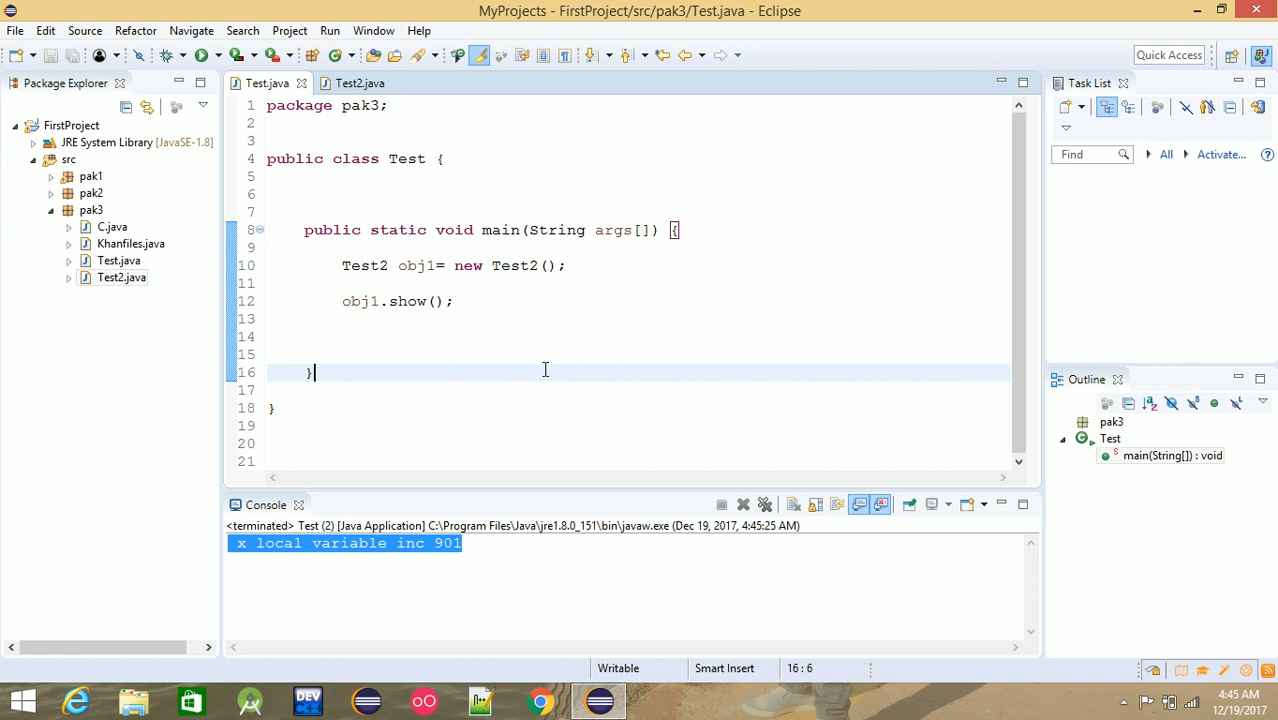 MyProjects - FirstProject/src/pak3/Test.java - Eclipse
File Edit Source Refactor Navigate Search Project Run Window Help
Quick Access
Package Explorer
FirstProject
JRE System Library [JavaSE-1.8]
src
pak1
pak2
pak3
C.java
Khanfiles.java
Test.java
Test2.java
Test.java Test2.java
1 package pak3;
2
3
4 public class Test {
5
6
7
8 public static void main(String args[]) {
9
10 Test2 obj1= new Test2();
11
12 obj1.show();
13
14
15
16 }
17
18 }
19
20
21
Task List
Find All Activate...
Outline
pak3
Test
main(String[]) : void
Console
<terminated> Test (2) [Java Application] C:\Program Files\Java\jre1.8.0_151\bin\javaw.exe (Dec 19, 2017, 4:45:25 AM)
x local variable inc 901
Writable Smart Insert 16 : 6
DEV
4:45 AM
12/19/2017